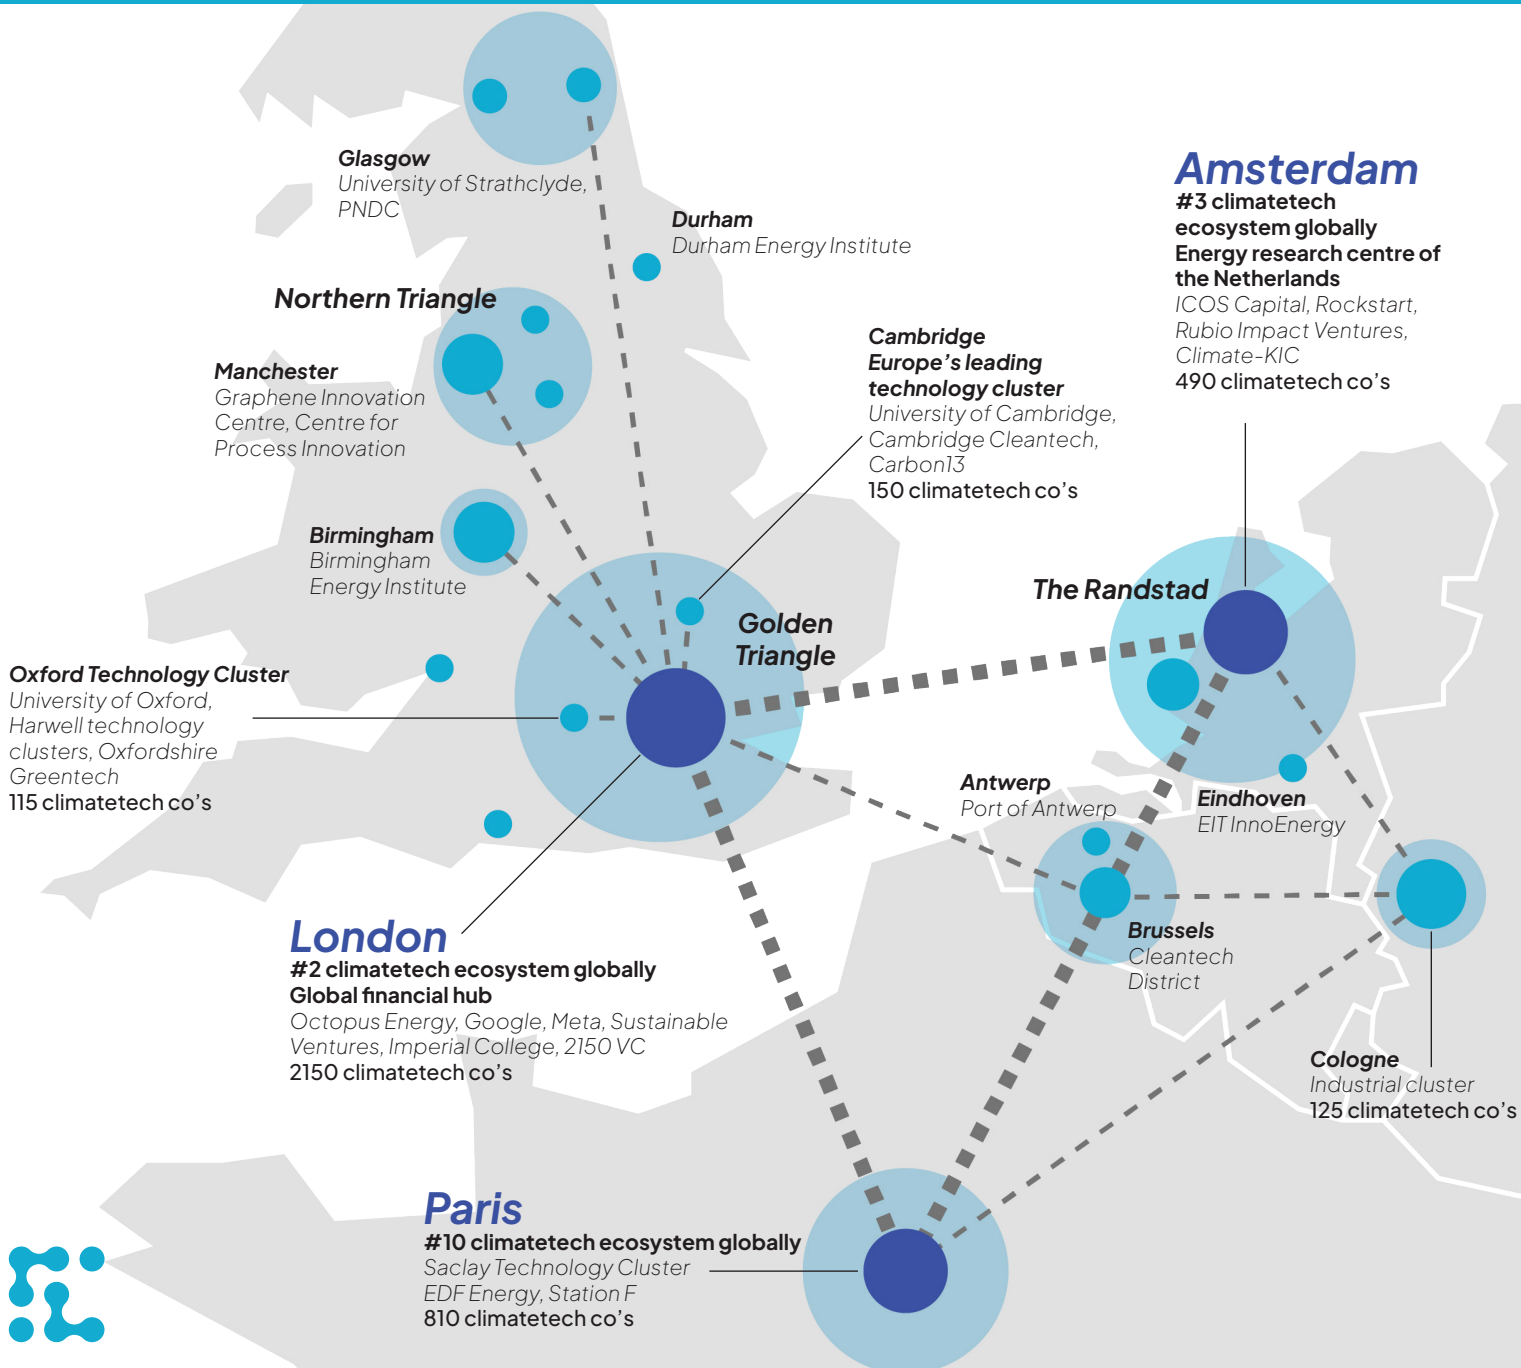 Glasgow
University of Strathclyde,
PNDC
Durham
Durham Energy Institute
Amsterdam
#3 climatetech
ecosystem globally
Energy research centre of
the Netherlands
ICOS Capital, Rockstart,
Rubio Impact Ventures,
Climate-KIC
490 climatetech co's
Northern Triangle
Manchester
Graphene Innovation
Centre, Centre for
Process Innovation
Cambridge
Europe's leading
technology cluster
University of Cambridge,
Cambridge Cleantech,
Carbon13
150 climatetech co's
Birmingham
Birmingham
Energy Institute
The Randstad
Golden
Triangle
Oxford Technology Cluster
University of Oxford,
Harwell technology
clusters, Oxfordshire
Greentech
115 climatetech co's
Antwerp
Port of Antwerp
Eindhoven
EIT InnoEnergy
London
#2 climatetech ecosystem globally
Global financial hub
Octopus Energy, Google, Meta, Sustainable
Ventures, Imperial College, 2150 VC
2150 climatetech co's
Brussels
Cleantech
District
Cologne
Industrial cluster
125 climatetech co's
Paris
#10 climatetech ecosystem globally
Saclay Technology Cluster
EDF Energy, Station F
810 climatetech co's